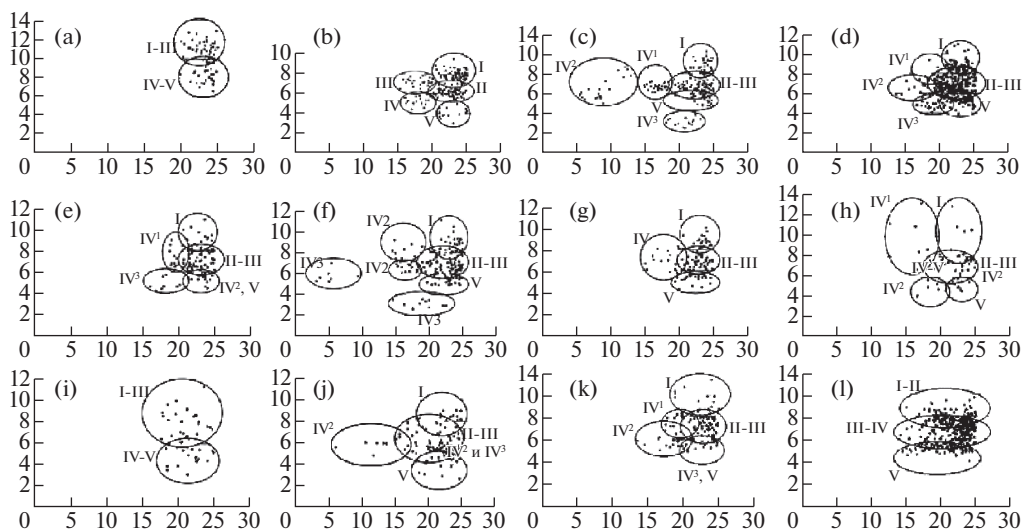 14
12
10
8
6
4
2
0
5 10 15 20 25 30
(a)
I-II
IV-V
10
8
6
4
2
0
5 10 15 20 25 30
(b)
I
III
II
IV
V
14
12
10
8
6
4
2
0
5 10 15 20 25 30
(c)
I
IV¹
IV²
II-III
V
IV³
14
12
10
8
6
4
2
0
5 10 15 20 25 30
(d)
I
IV¹
IV²
II-III
IV³
V
12
10
8
6
4
2
0
5 10 15 20 25 30
(e)
I
IV¹
II-III
IV³
IV², V
12
10
8
6
4
2
0
5 10 15 20 25 30
(f)
I
IV2
IV3
IV2
II-III
V
IV3
12
10
8
6
4
2
0
5 10 15 20 25 30
(g)
I
IV
II-III
V
14
12
10
8
6
4
2
0
5 10 15 20 25 30
(h)
IV¹
I
II-III
IV²V
IV²
IV²
V
12
10
8
6
4
2
0
5 10 15 20 25 30
(i)
I-III
IV-V
12
10
8
6
4
2
0
5 10 15 20 25 30
(j)
I
IV²
II-III
IV² и IV³
V
14
12
10
8
6
4
2
0
5 10 15 20 25 30
(k)
I
IV¹
IV²
II-III
IV³, V
12
10
8
6
4
2
0
5 10 15 20 25 30
(l)
I-II
III-IV
V